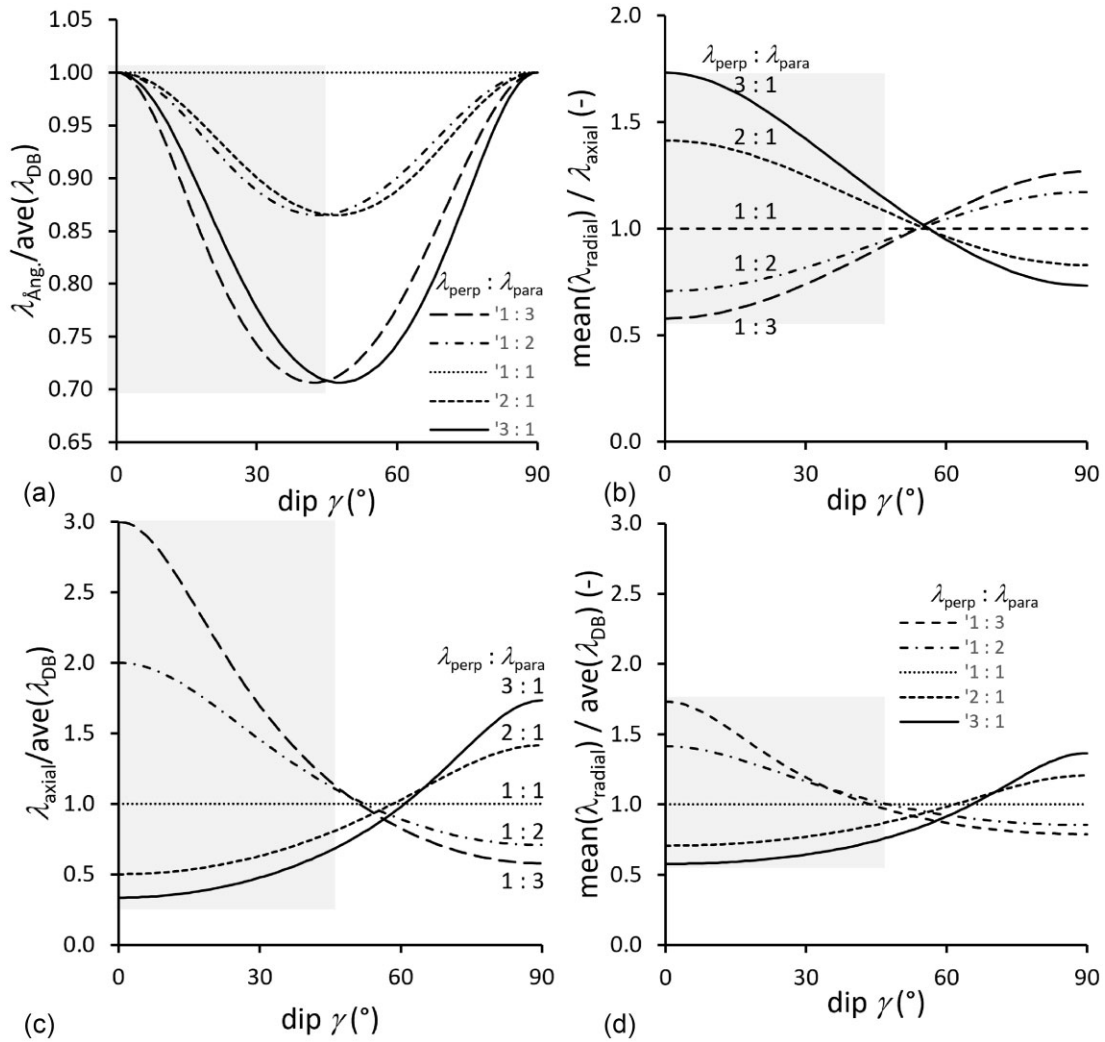 1.05
1.00
0.95
0.90
0.85
0.80
0.75
0.70
0.65
λÅng./ave(λDB)
λperp : λpara
'1 : 3
'1 : 2
'1 : 1
'2 : 1
'3 : 1
0 30 60 90
(a) dip γ (°)
2.0
1.5
1.0
0.5
0.0
mean(λradial) / λaxial (-)
λperp : λpara
3 : 1
2 : 1
1 : 1
1 : 2
1 : 3
0 30 60 90
(b) dip γ (°)
3.0
2.5
2.0
1.5
1.0
0.5
0.0
λaxial/ave(λDB)
λperp : λpara
3 : 1
2 : 1
1 : 1
1 : 2
1 : 3
0 30 60 90
(c) dip γ (°)
3.0
2.5
2.0
1.5
1.0
0.5
0.0
mean(λradial) / ave(λDB) (-)
λperp : λpara
'1 : 3
'1 : 2
'1 : 1
'2 : 1
'3 : 1
0 30 60 90
(d) dip γ (°)